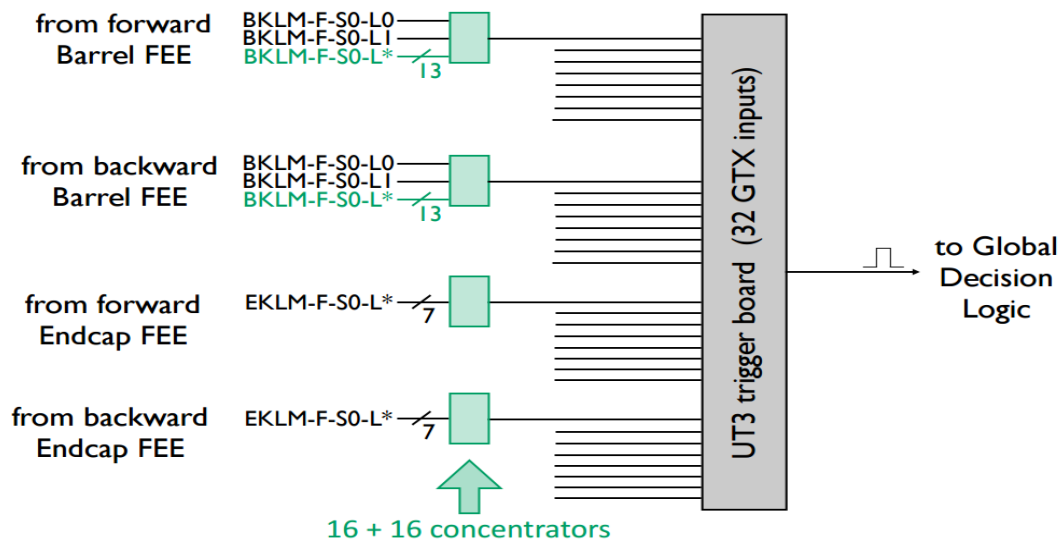 from forward
Barrel FEE
BKLM-F-S0-L0
BKLM-F-S0-L1
BKLM-F-S0-L*
13
from backward
Barrel FEE
BKLM-F-S0-L0
BKLM-F-S0-L1
BKLM-F-S0-L*
13
from forward
Endcap FEE
EKLM-F-S0-L*
7
from backward
Endcap FEE
EKLM-F-S0-L*
7
16 + 16 concentrators
UT3 trigger board (32 GTX inputs)
to Global
Decision
Logic